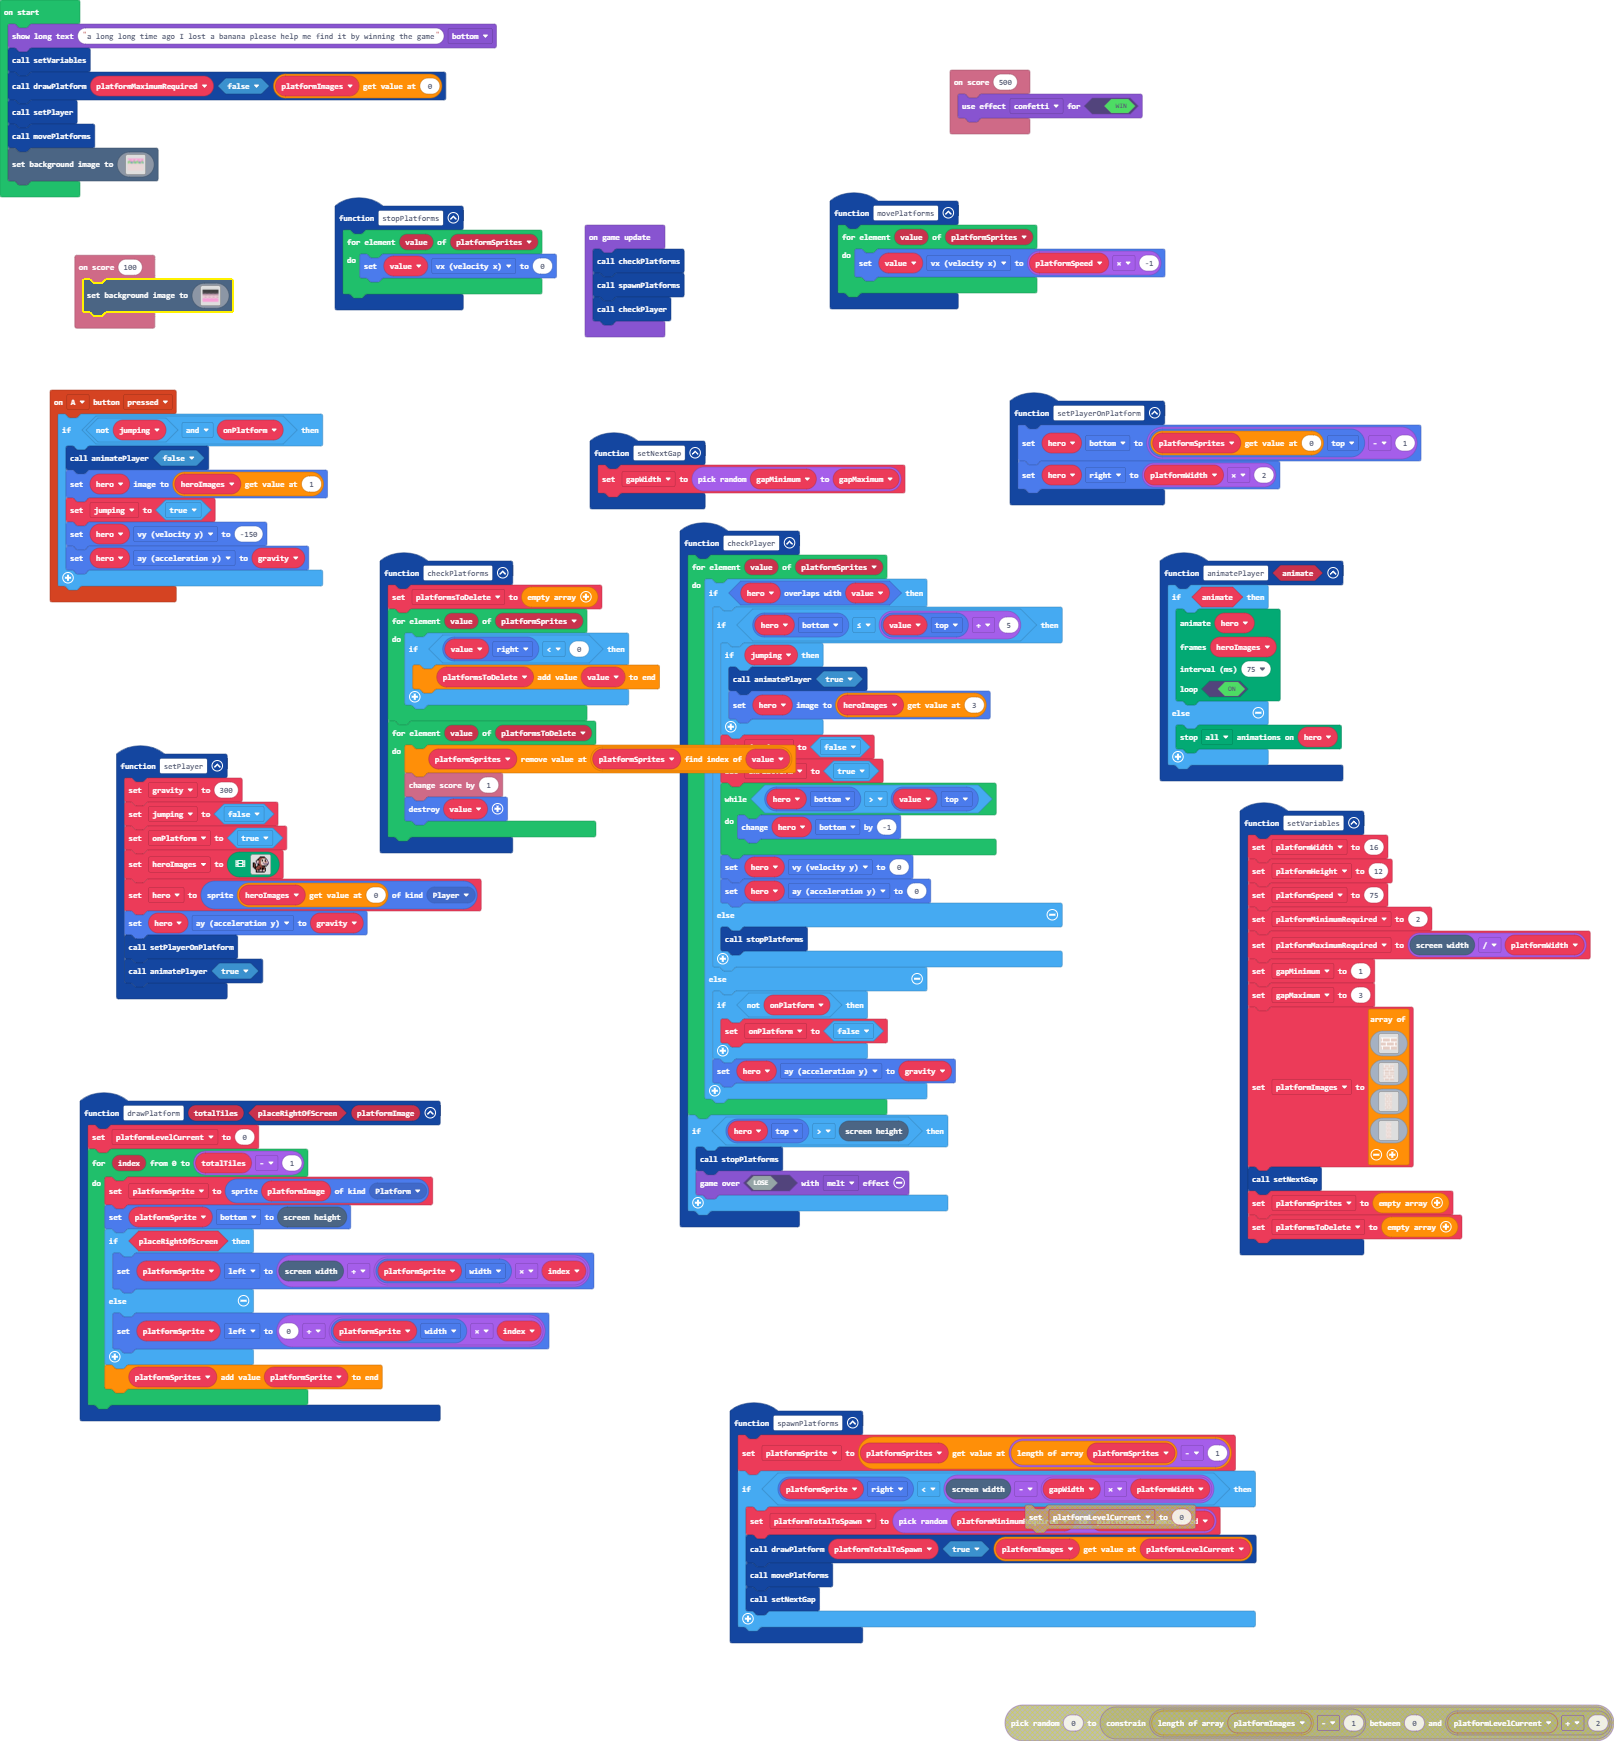 on start
show long text "a long long time ago I lost a banana please help me find it by winning the game" bottom
call setVariables
call drawPlatform platformMaximumRequired false platformImages get value at 0
call setPlayer
call movePlatforms
set background image to
on score 500
use effect confetti for WIN
function stopPlatforms
for element value of platformSprites
do
set value vx (velocity x) to 0
on game update
call checkPlatforms
call spawnPlatforms
call checkPlayer
function movePlatforms
for element value of platformSprites
do
set value vx (velocity x) to platformSpeed × -1
on score 100
set background image to
on A button pressed
if not jumping and onPlatform then
call animatePlayer false
set hero image to heroImages get value at 1
set jumping to true
set hero vy (velocity y) to -150
set hero ay (acceleration y) to gravity
function setNextGap
set gapWidth to pick random gapMinimum to gapMaximum
function setPlayerOnPlatform
set hero bottom to platformSprites get value at 0 top - 1
set hero right to platformWidth × 2
function checkPlatforms
set platformsToDelete to empty array
for element value of platformSprites
do
if value right < 0 then
platformsToDelete add value value to end
for element value of platformsToDelete
do
platformSprites remove value at platformSprites find index of value
change score by 1
destroy value
function checkPlayer
for element value of platformSprites
do
if hero overlaps with value then
if hero bottom ≤ value top + 5 then
if jumping then
call animatePlayer true
set hero image to heroImages get value at 3
to false
to true
while hero bottom > value top
do
change hero bottom by -1
set hero vy (velocity y) to 0
set hero ay (acceleration y) to 0
else
call stopPlatforms
else
if not onPlatform then
set onPlatform to false
set hero ay (acceleration y) to gravity
if hero top > screen height then
call stopPlatforms
game over LOSE with melt effect
function animatePlayer animate
if animate then
animate hero
frames heroImages
interval (ms) 75
loop ON
else
stop all animations on hero
function setPlayer
set gravity to 300
set jumping to false
set onPlatform to true
set heroImages to
set hero to sprite heroImages get value at 0 of kind Player
set hero ay (acceleration y) to gravity
call setPlayerOnPlatform
call animatePlayer true
function setVariables
set platformWidth to 16
set platformHeight to 12
set platformSpeed to 75
set platformMinimumRequired to 2
set platformMaximumRequired to screen width / platformWidth
set gapMinimum to 1
set gapMaximum to 3
set platformImages to array of
call setNextGap
set platformSprites to empty array
set platformsToDelete to empty array
function drawPlatform totalTiles placeRightOfScreen platformImage
set platformLevelCurrent to 0
for index from 0 to totalTiles - 1
do
set platformSprite to sprite platformImage of kind Platform
set platformSprite bottom to screen height
if placeRightOfScreen then
set platformSprite left to screen width + platformSprite width × index
else
set platformSprite left to 0 + platformSprite width × index
platformSprites add value platformSprite to end
function spawnPlatforms
set platformSprite to platformSprites get value at length of array platformSprites - 1
if platformSprite right < screen width - gapWidth × platformWidth then
set platformTotalToSpawn to pick random
set platformLevelCurrent to 0
call drawPlatform platformTotalToSpawn true platformImages get value at platformLevelCurrent
call movePlatforms
call setNextGap
pick random 0 to constrain length of array platformImages - 1 between 0 and platformLevelCurrent + 2